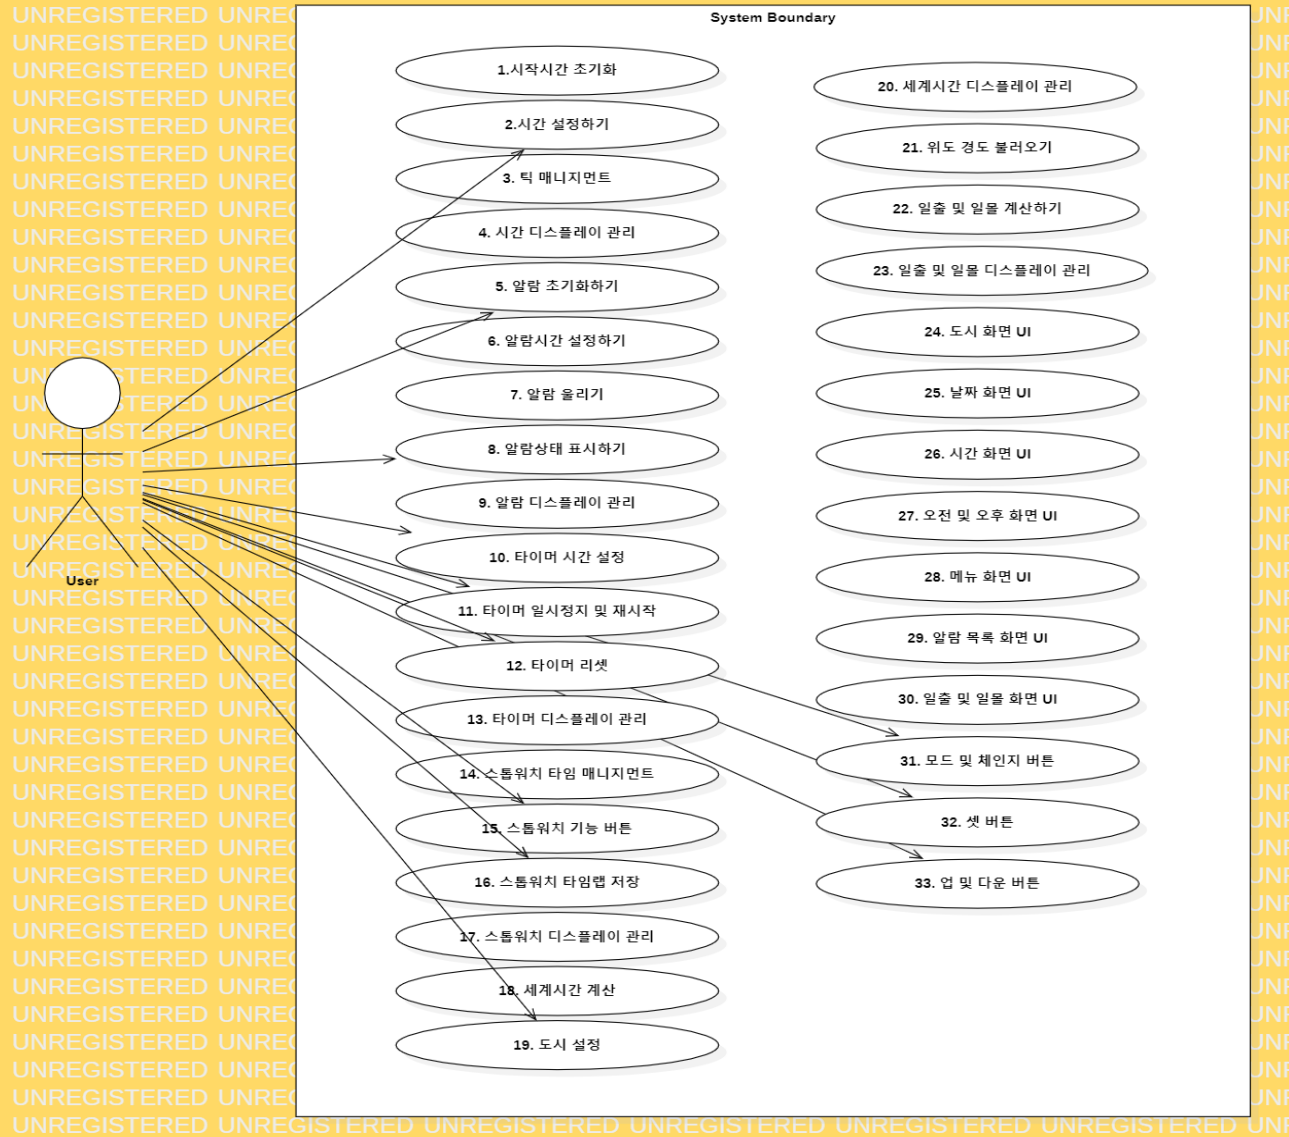 System Boundary
1.시작시간 초기화
2.시간 설정하기
3. 틱 매니지먼트
4. 시간 디스플레이 관리
5. 알람 초기화하기
6. 알람시간 설정하기
7. 알람 울리기
8. 알람상태 표시하기
9. 알람 디스플레이 관리
10. 타이머 시간 설정
11. 타이머 일시정지 및 재시작
12. 타이머 리셋
13. 타이머 디스플레이 관리
14. 스톱워치 타임 매니지먼트
15. 스톱워치 기능 버튼
16. 스톱워치 타임랩 저장
17. 스톱워치 디스플레이 관리
18. 세계시간 계산
19. 도시 설정
20. 세계시간 디스플레이 관리
21. 위도 경도 불러오기
22. 일출 및 일몰 계산하기
23. 일출 및 일몰 디스플레이 관리
24. 도시 화면 UI
25. 날짜 화면 UI
26. 시간 화면 UI
27. 오전 및 오후 화면 UI
28. 메뉴 화면 UI
29. 알람 목록 화면 UI
30. 일출 및 일몰 화면 UI
31. 모드 및 체인지 버튼
32. 셋 버튼
33. 업 및 다운 버튼
User
UNREGISTERED UNREGISTERED UNREGISTERED UNREGISTERED UNREGISTERED UNREGISTERED